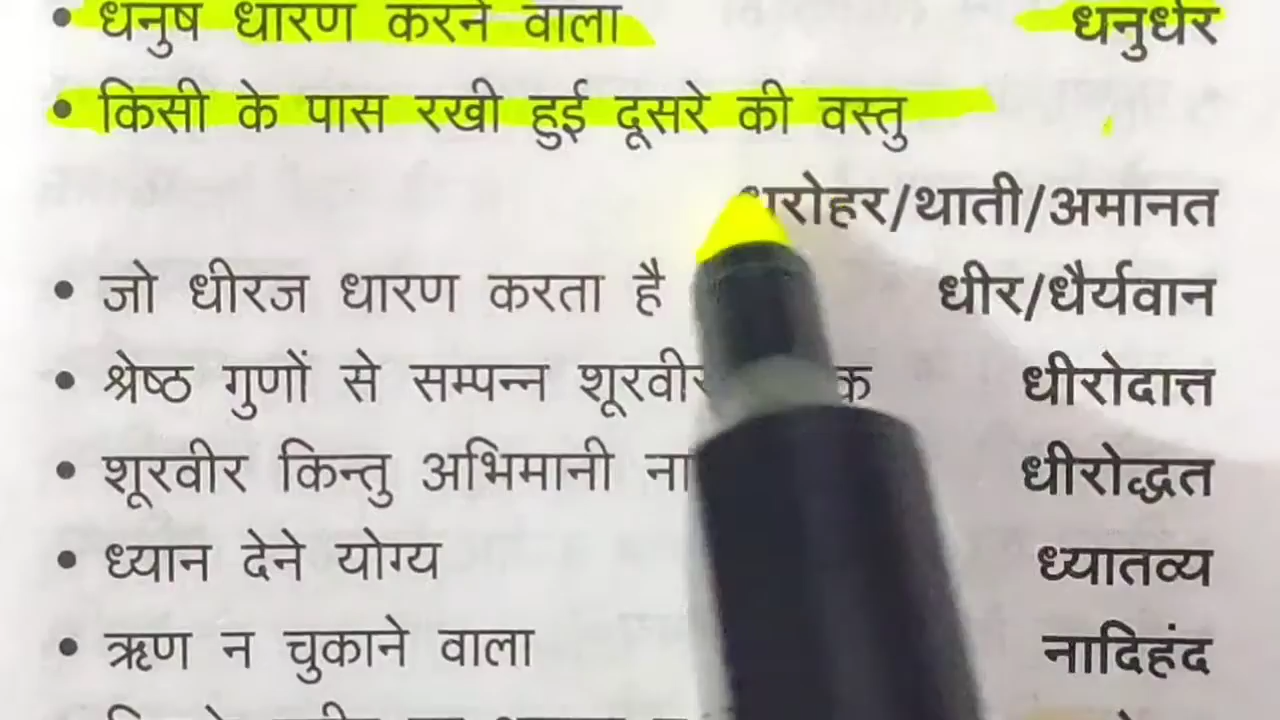 • धनुष धारण करने वाला धनुर्धर
• किसी के पास रखी हुई दूसरे की वस्तु
धरोहर/थाती/अमानत
• जो धीरज धारण करता है धीर/धैर्यवान
• श्रेष्ठ गुणों से सम्पन्न शूरवीर धीरोदात्त
• शूरवीर किन्तु अभिमानी धीरोद्धत
• ध्यान देने योग्य ध्यातव्य
• ऋण न चुकाने वाला नादिहंद